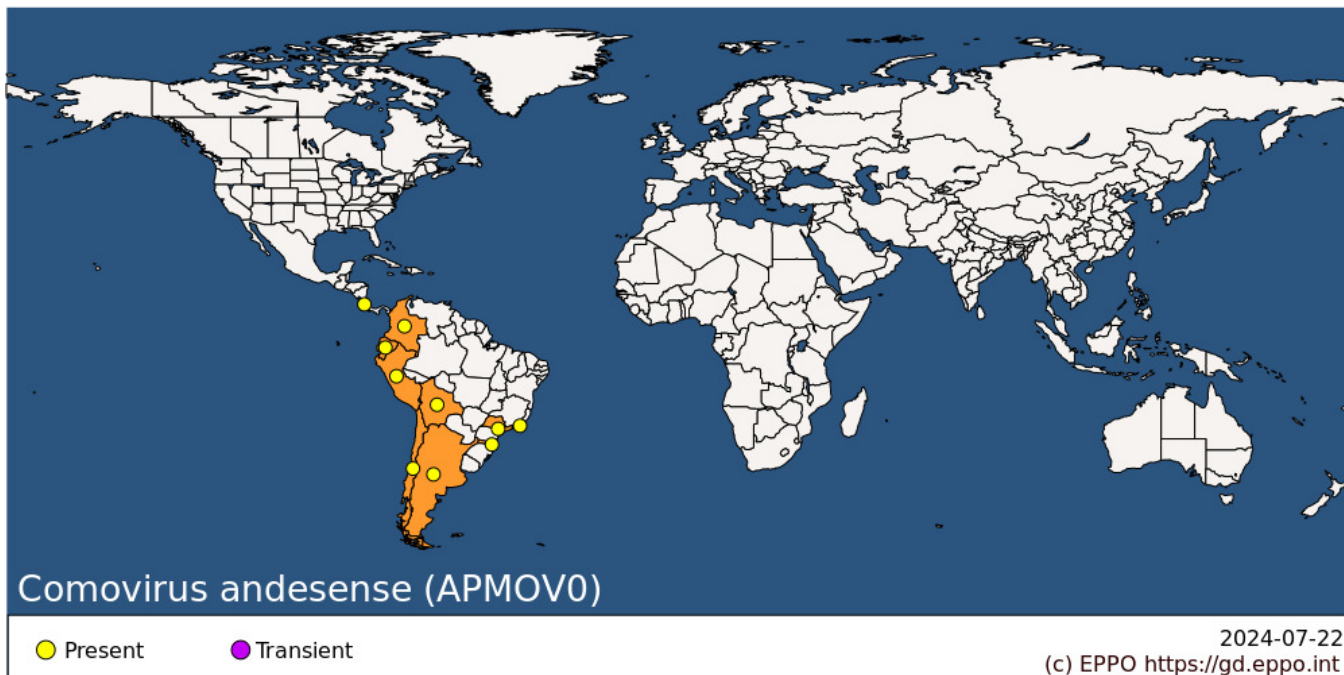 Comovirus andesense (APMOV0)
Present
Transient
2024-07-22
(c) EPPO https://gd.eppo.int